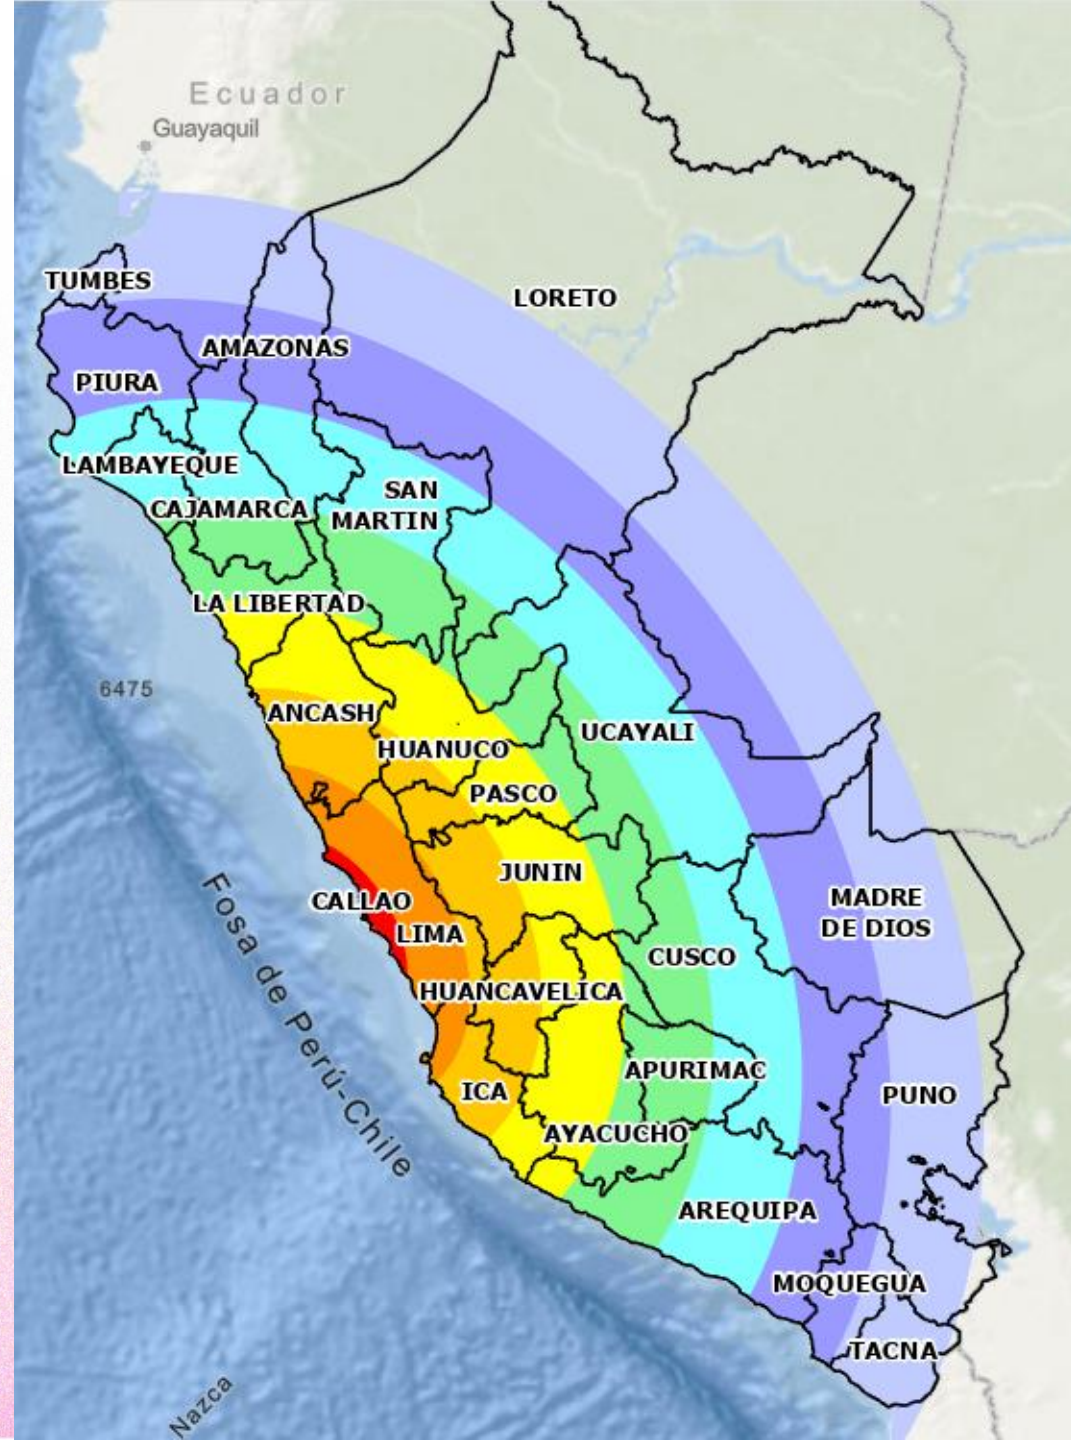 Ecuador
Guayaquil
TUMBES
LORETO
AMAZONAS
PIURA
LAMBAYEQUE
SAN
MARTIN
CAJAMARCA
LA LIBERTAD
6475
ANCASH
UCAYALI
HUANUCO
PASCO
JUNIN
CALLAO
MADRE
DE DIOS
LIMA
CUSCO
HUANCAVELICA
Fosa de Perú-Chile
APURIMAC
ICA
PUNO
AYACUCHO
AREQUIPA
MOQUEGUA
TACNA
Nazca